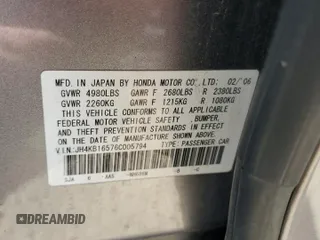 MFD. IN JAPAN BY HONDA MOTOR CO., LTD. 02/'06
GVWR 4980LBS GAWR F 2680LBS R 2380LBS
GVWR 2260KG GAWR F 1215KG R 1080KG
THIS VEHICLE CONFORMS TO ALL APPLICABLE
FEDERAL MOTOR VEHICLE SAFETY, BUMPER,
AND THEFT PREVENTION STANDARDS IN EFFECT
ON THE DATE OF MANUFACTURE SHOWN ABOVE.
V.I.N.: JH4KB16576C005794 TYPE: PASSENGER CAR
SJA K AA5
DREAMBID